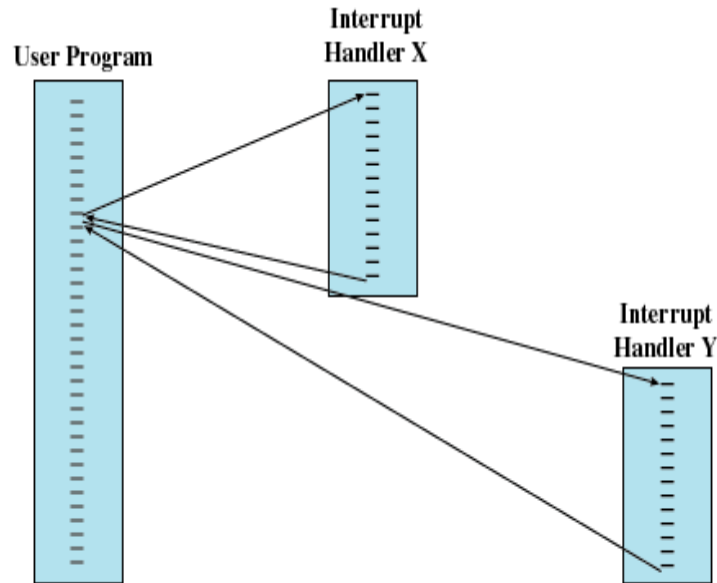 User Program
Interrupt
Handler X
Interrupt
Handler Y